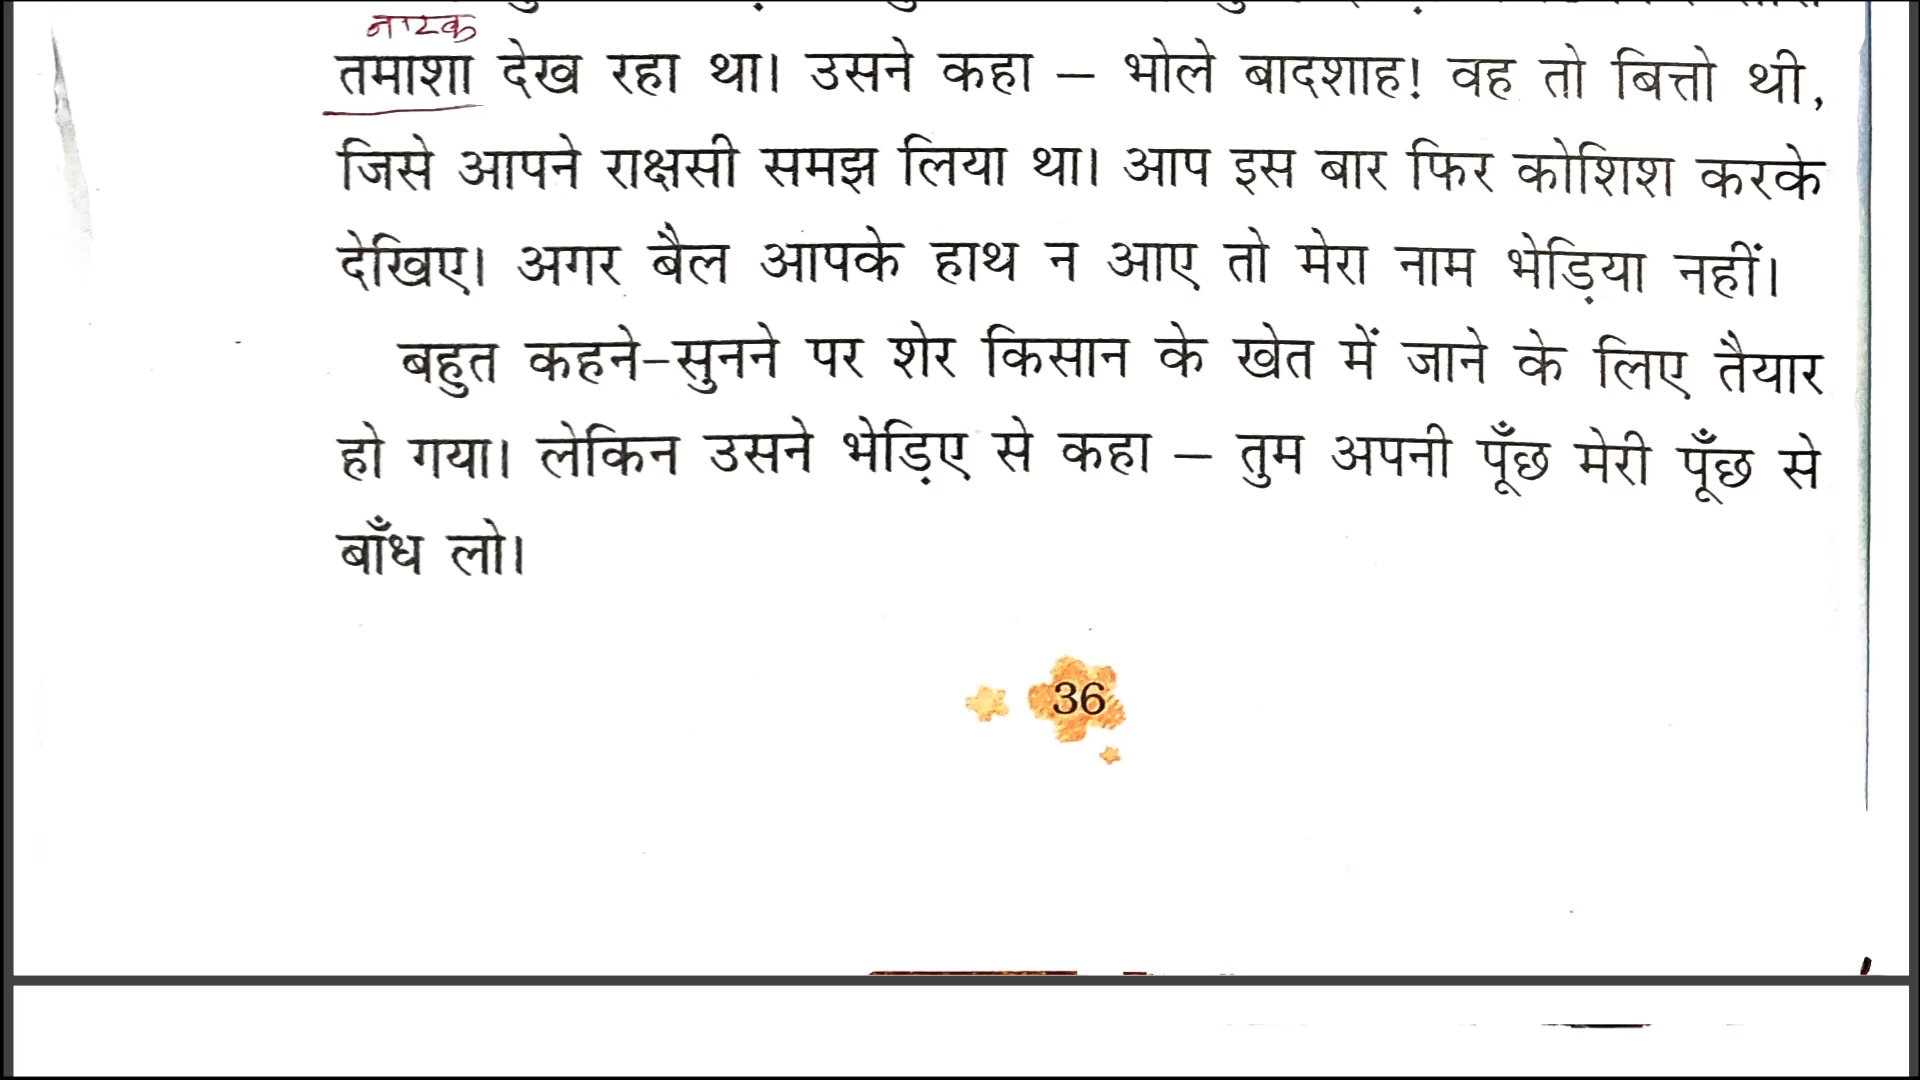 नाटक
तमाशा देख रहा था। उसने कहा – भोले बादशाह! वह तो बित्तो थी,
जिसे आपने राक्षसी समझ लिया था। आप इस बार फिर कोशिश करके
देखिए। अगर बैल आपके हाथ न आए तो मेरा नाम भेड़िया नहीं।
बहुत कहने-सुनने पर शेर किसान के खेत में जाने के लिए तैयार
हो गया। लेकिन उसने भेड़िए से कहा – तुम अपनी पूँछ मेरी पूँछ से
बाँध लो।
36